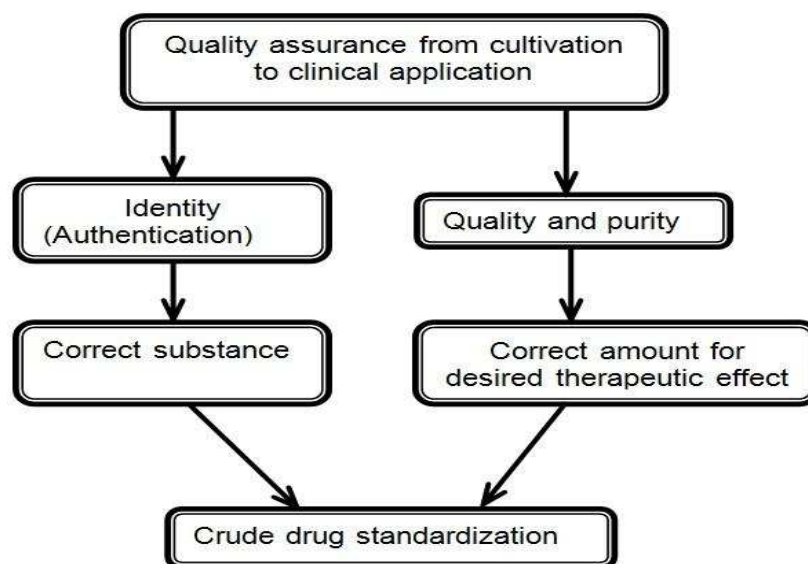 Quality assurance from cultivation
to clinical application
Identity
(Authentication)
Quality and purity
Correct substance
Correct amount for
desired therapeutic effect
Crude drug standardization